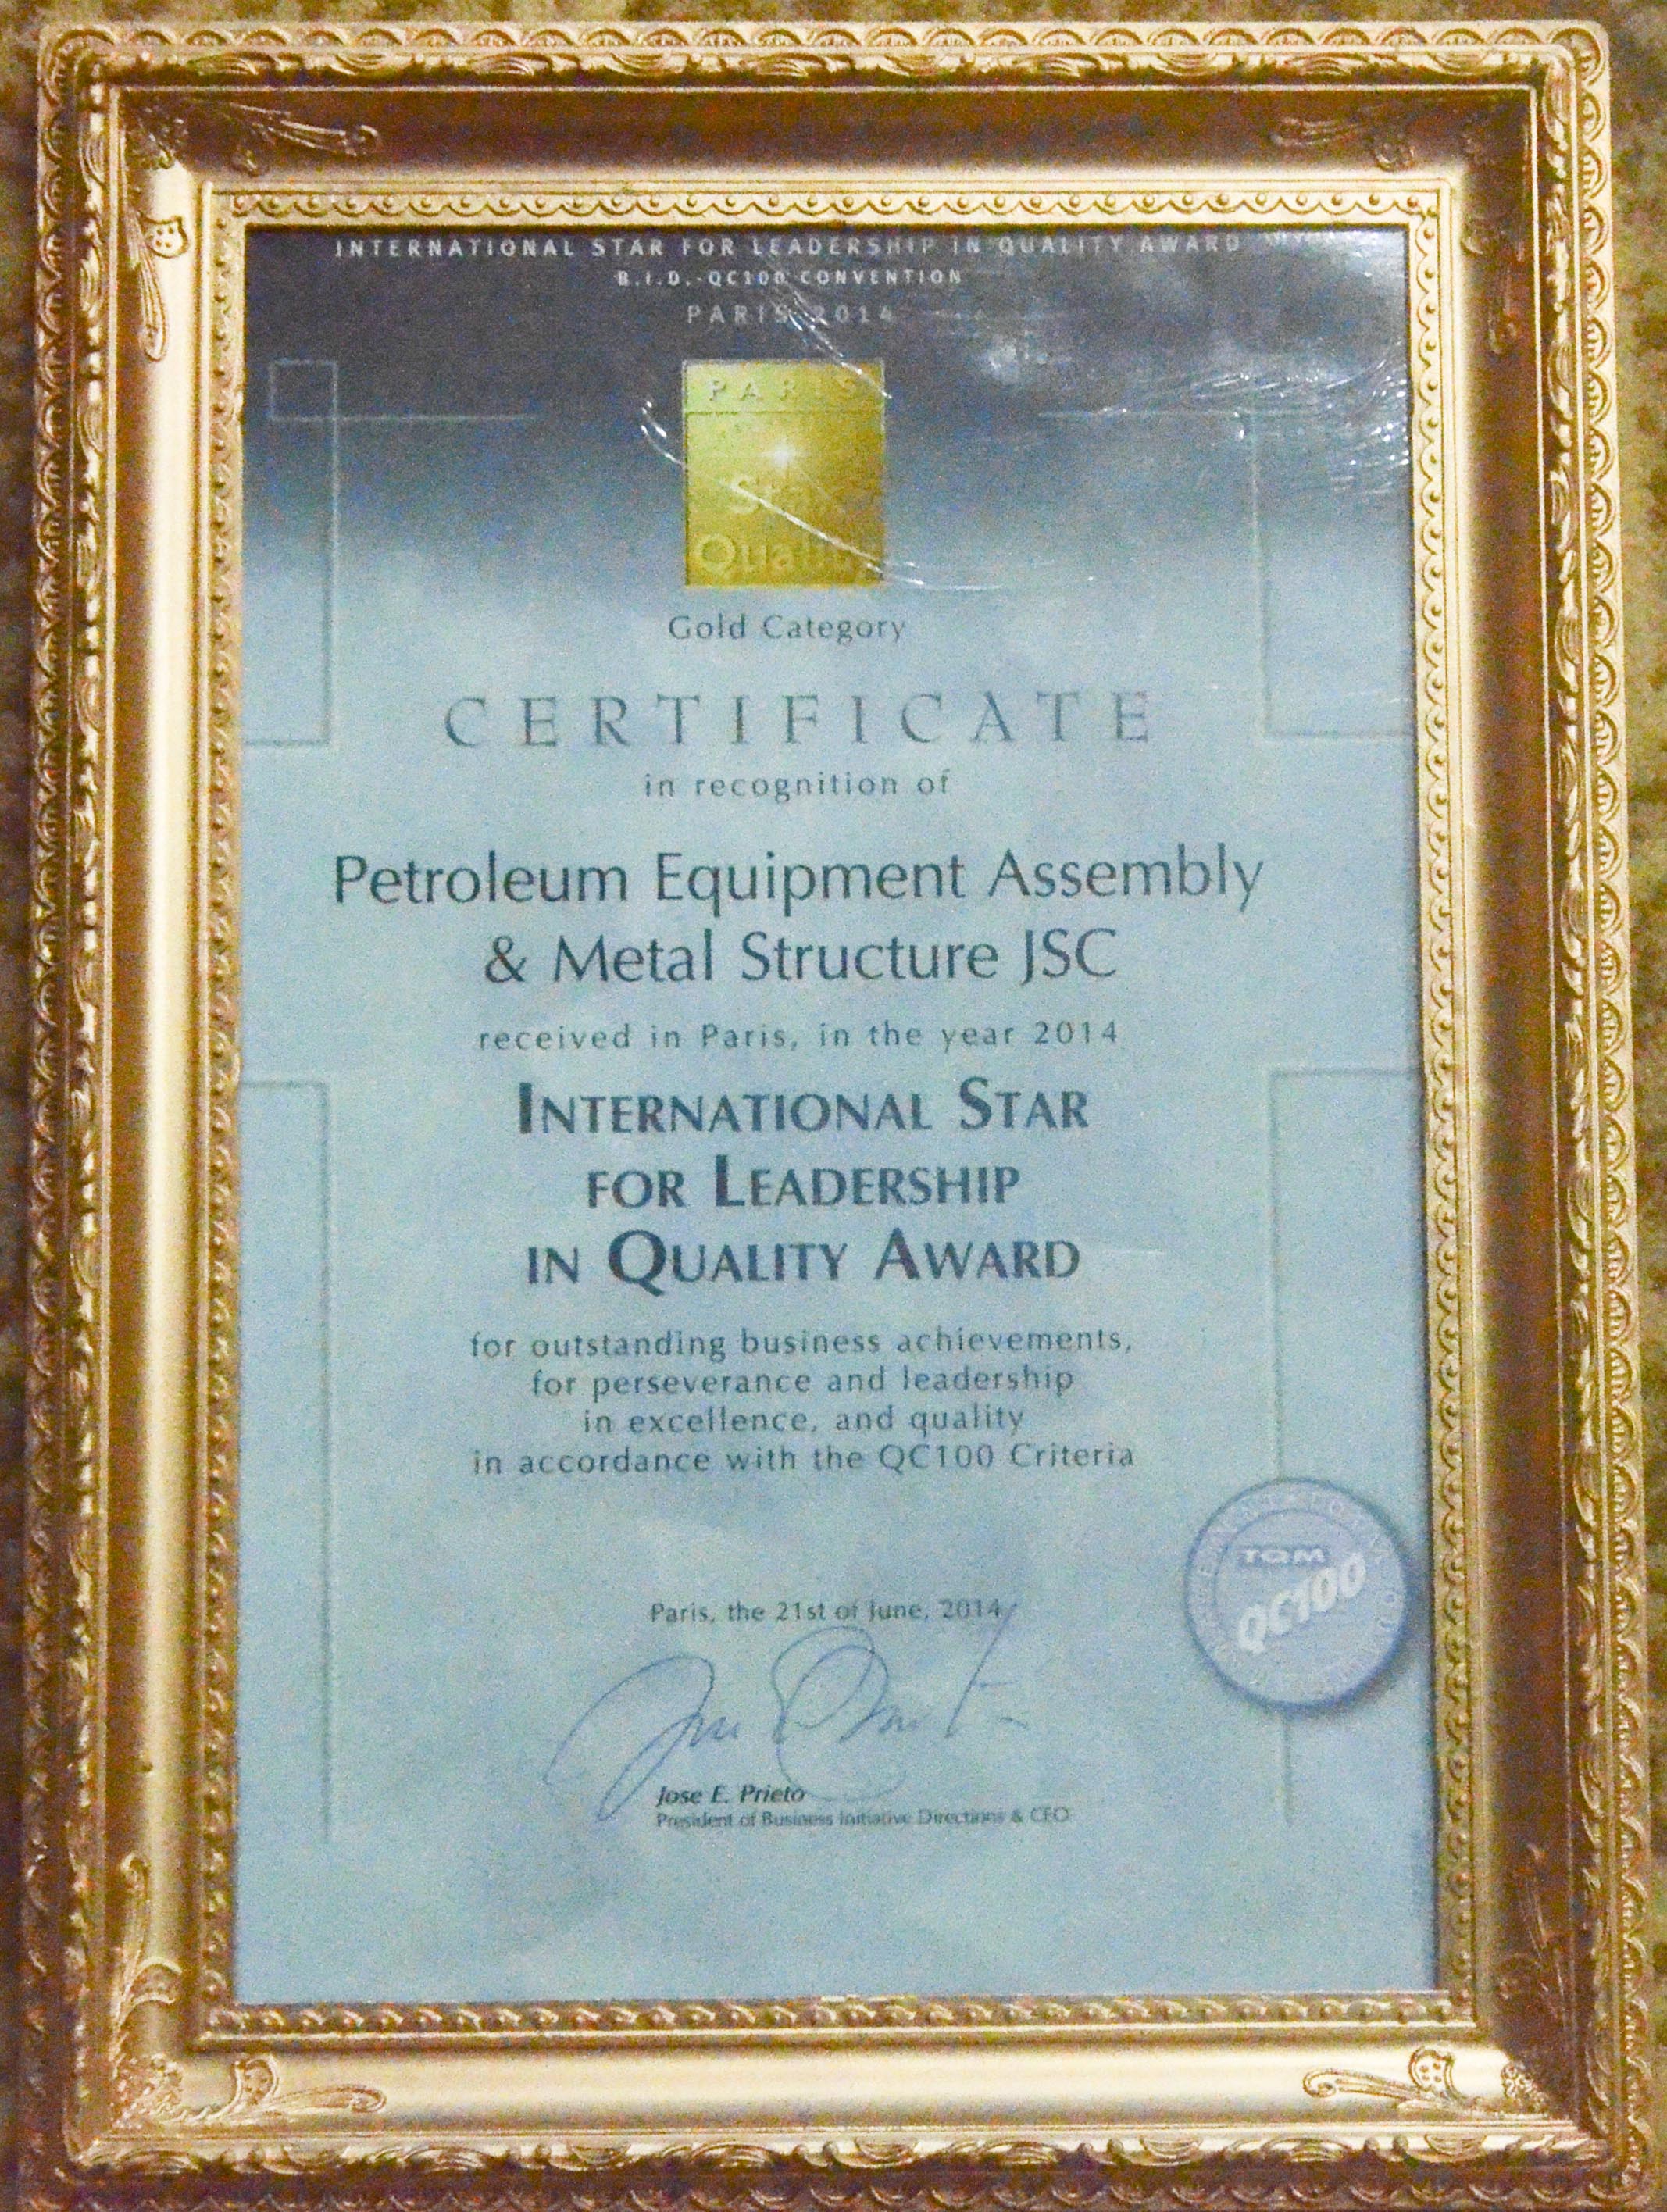 INTERNATIONAL STAR FOR LEADERSHIP IN QUALITY AWARD
B.I.D.-QC100 CONVENTION
PARIS 2014
PARIS
Star
Quality
Gold Category
CERTIFICATE
in recognition of
Petroleum Equipment Assembly
& Metal Structure JSC
received in Paris, in the year 2014
INTERNATIONAL STAR
FOR LEADERSHIP
IN QUALITY AWARD
for outstanding business achievements,
for perseverance and leadership
in excellence, and quality
in accordance with the QC100 Criteria
TQM
QC100
Paris, the 21st of June, 2014
Jose E. Prieto
President of Business Initiative Directions & CEO